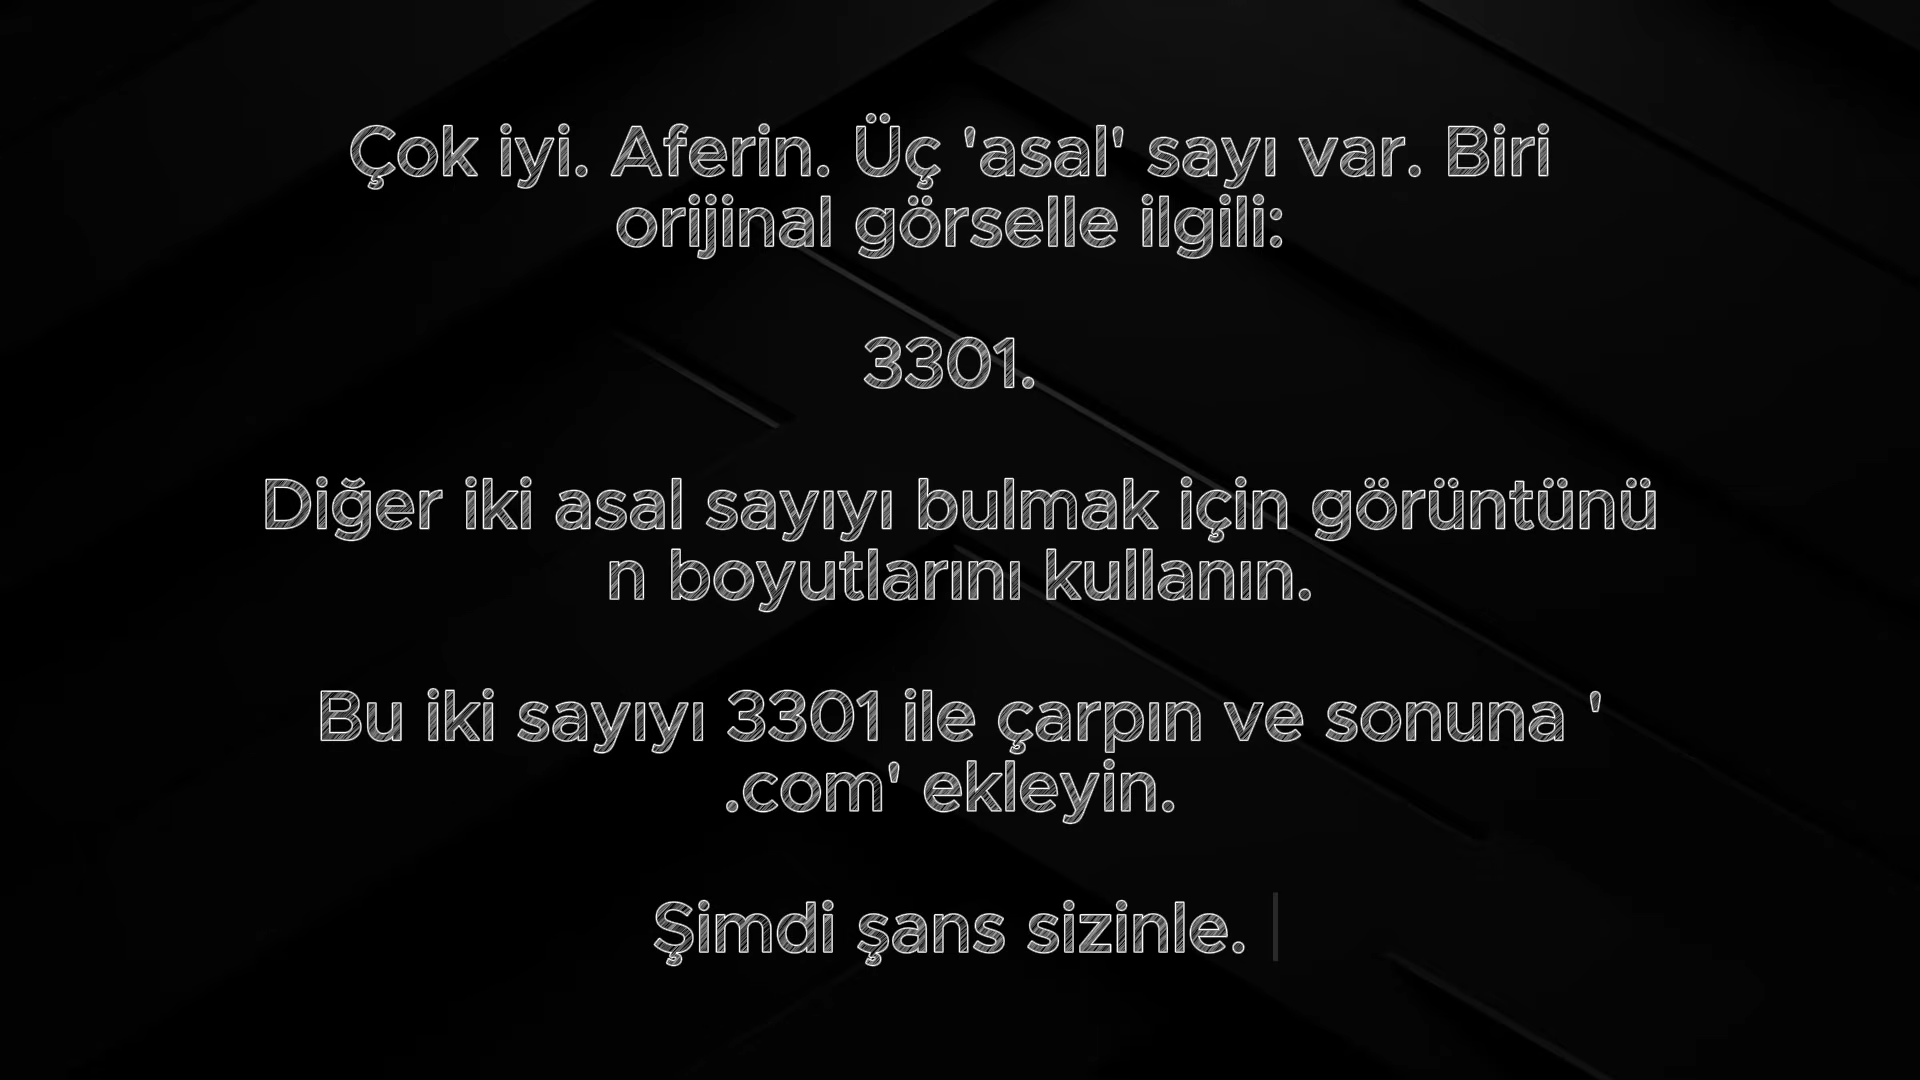 Çok iyi. Aferin. Üç 'asal' sayı var. Biri
orijinal görselle ilgili:
3301.
Diğer iki asal sayıyı bulmak için görüntünü
n boyutlarını kullanın.
Bu iki sayıyı 3301 ile çarpın ve sonuna '
.com' ekleyin.
Şimdi şans sizinle.